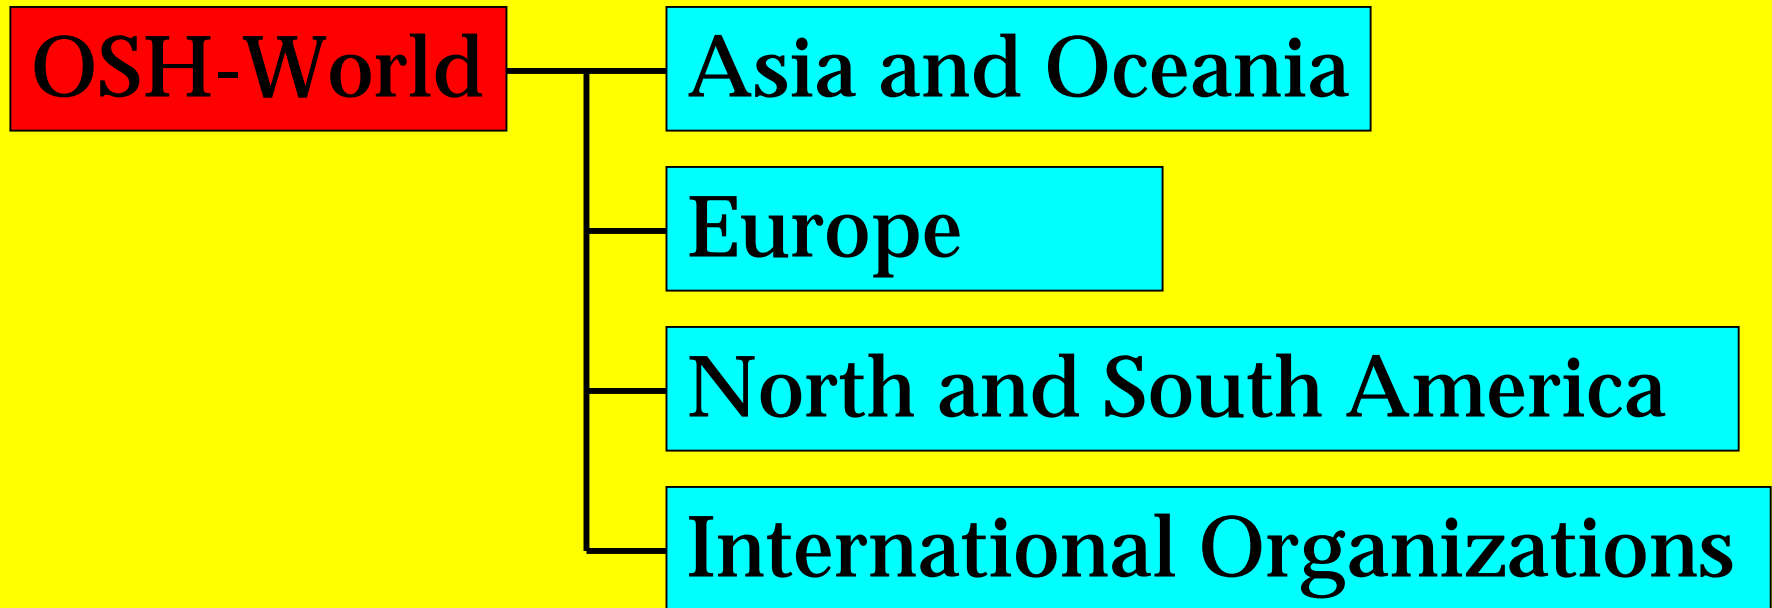 OSH-World
Asia and Oceania
Europe
North and South America
International Organizations